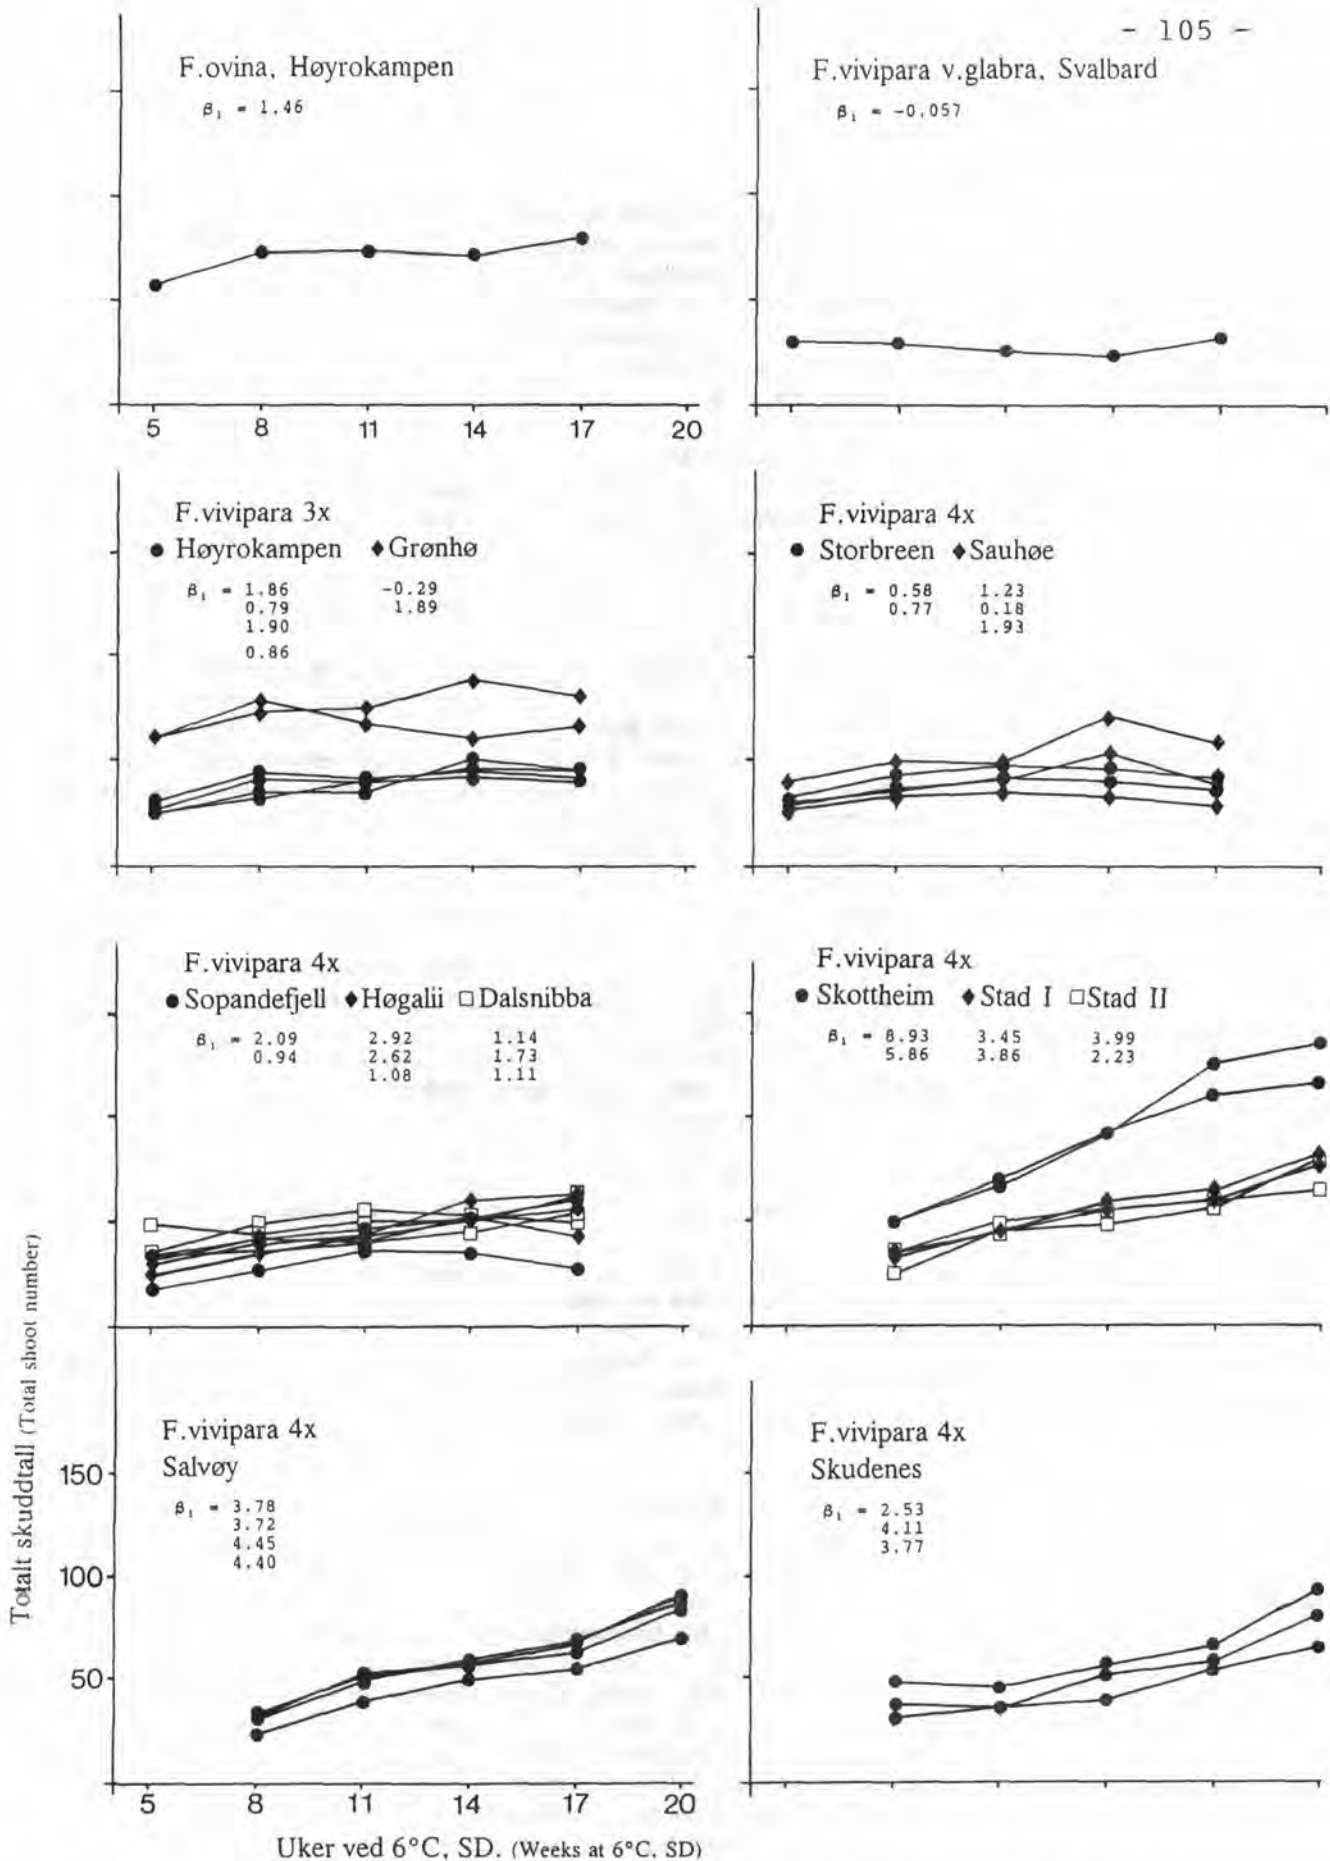 - 105 -
F.ovina, Høyrokampen
β₁ = 1.46
F.vivipara v.glabra, Svalbard
β₁ = -0.057
5 8 11 14 17 20
F.vivipara 3x
● Høyrokampen ♦ Grønhø
β₁ = 1.86 -0.29
0.79 1.89
1.90
0.86
F.vivipara 4x
● Storbreen ♦ Sauhøe
β₁ = 0.58 1.23
0.77 0.18
1.93
F.vivipara 4x
● Sopandefjell ♦ Høgalii □ Dalsnibba
β₁ = 2.09 2.92 1.14
0.94 2.62 1.73
1.08 1.11
F.vivipara 4x
● Skottheim ♦ Stad I □ Stad II
β₁ = 8.93 3.45 3.99
5.86 3.86 2.23
Totalt skuddtall (Total shoot number)
F.vivipara 4x
Salvøy
β₁ = 3.78
3.72
4.45
4.40
150
100
50
5 8 11 14 17 20
F.vivipara 4x
Skudenes
β₁ = 2.53
4.11
3.77
Uker ved 6°C, SD. (Weeks at 6°C, SD)